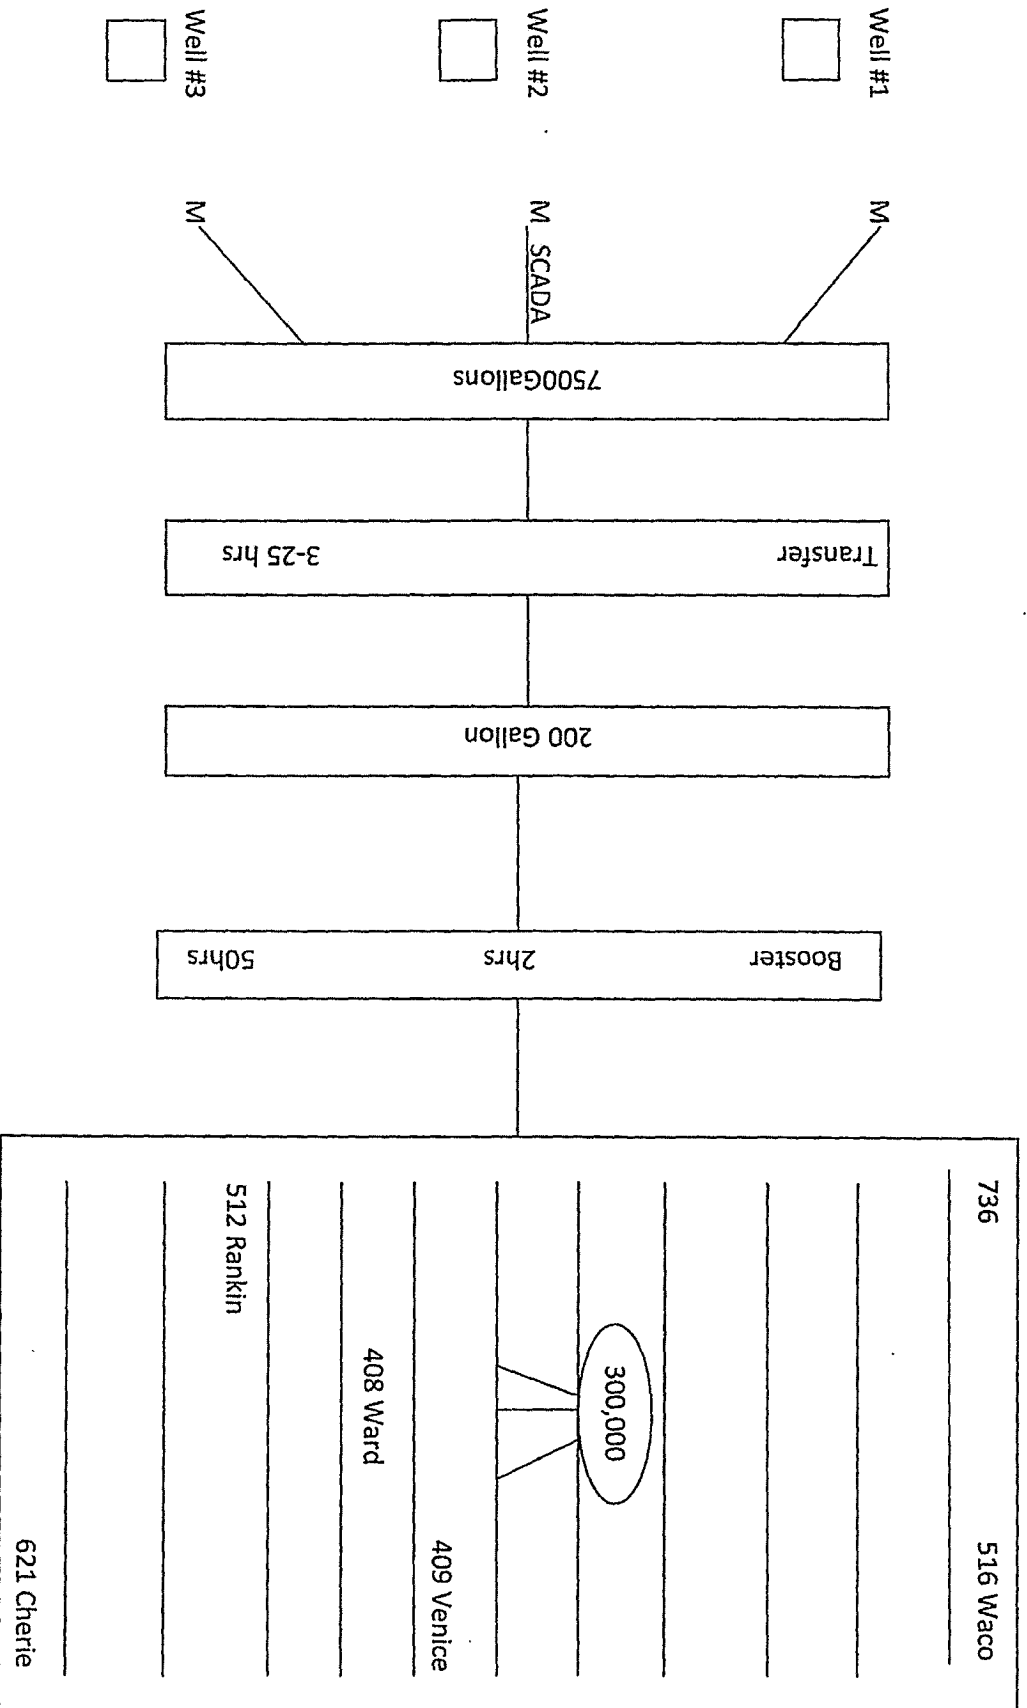 Well #1
Well #2
Well #3
M
M SCADA
M
7500Gallons
Transfer 3-25 hrs
200 Gallon
Booster 2hrs 50hrs
736 516 Waco
300,000
409 Venice
408 Ward
512 Rankin
621 Cherie